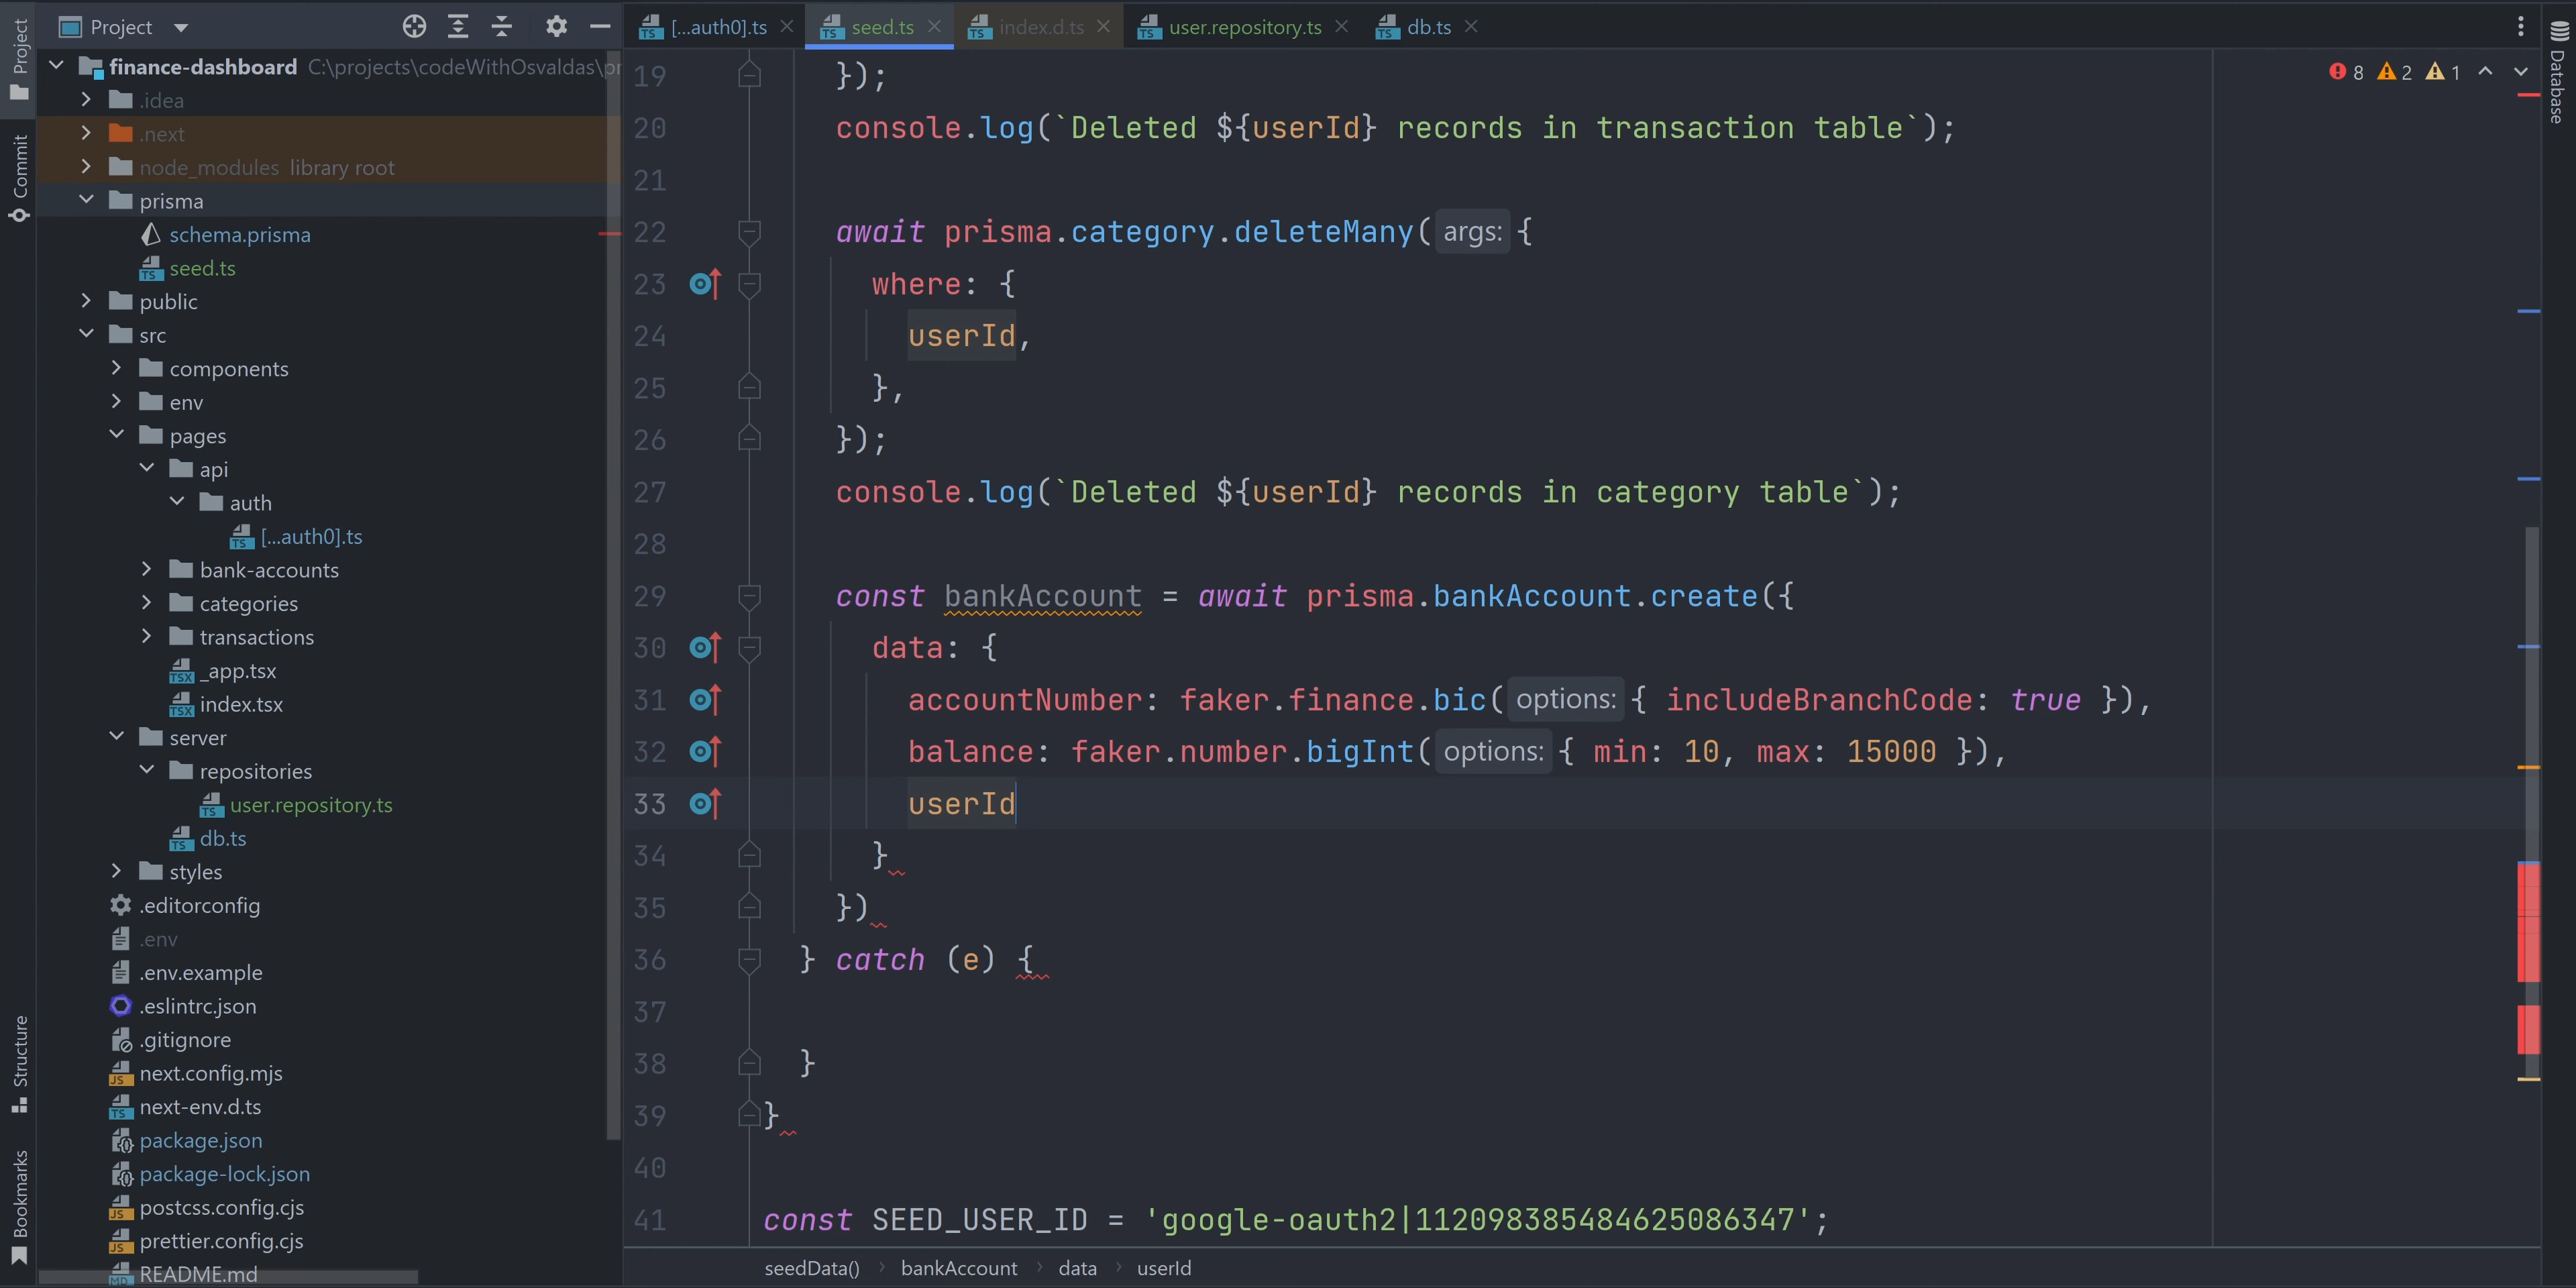 Project
[...auth0].ts
seed.ts
index.d.ts
user.repository.ts
db.ts
Project
Commit
Structure
Bookmarks
finance-dashboard C:\projects\codeWithOsvaldas\pr
.idea
.next
node_modules library root
prisma
schema.prisma
seed.ts
public
src
components
env
pages
api
auth
[...auth0].ts
bank-accounts
categories
transactions
_app.tsx
index.tsx
server
repositories
user.repository.ts
db.ts
styles
.editorconfig
.env
.env.example
.eslintrc.json
.gitignore
next.config.mjs
next-env.d.ts
package.json
package-lock.json
postcss.config.cjs
prettier.config.cjs
README.md
19 });
20 console.log(`Deleted ${userId} records in transaction table`);
21
22 await prisma.category.deleteMany( args: {
23 where: {
24 userId,
25 },
26 });
27 console.log(`Deleted ${userId} records in category table`);
28
29 const bankAccount = await prisma.bankAccount.create({
30 data: {
31 accountNumber: faker.finance.bic( options: { includeBranchCode: true }),
32 balance: faker.number.bigInt( options: { min: 10, max: 15000 }),
33 userId
34 }
35 })
36 } catch (e) {
37
38 }
39 }
40
41 const SEED_USER_ID = 'google-oauth2|112098385484625086347';
8 2 1
Database
seedData() › bankAccount › data › userId